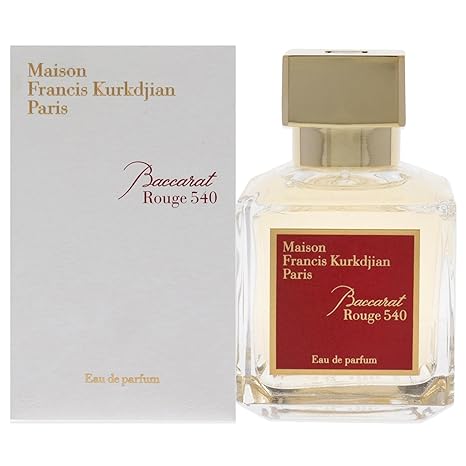 Maison
Francis Kurkdjian
Paris
Baccarat
Rouge 540
Eau de parfum
Maison
Francis Kurkdjian
Paris
Baccarat
Rouge 540
Eau de parfum